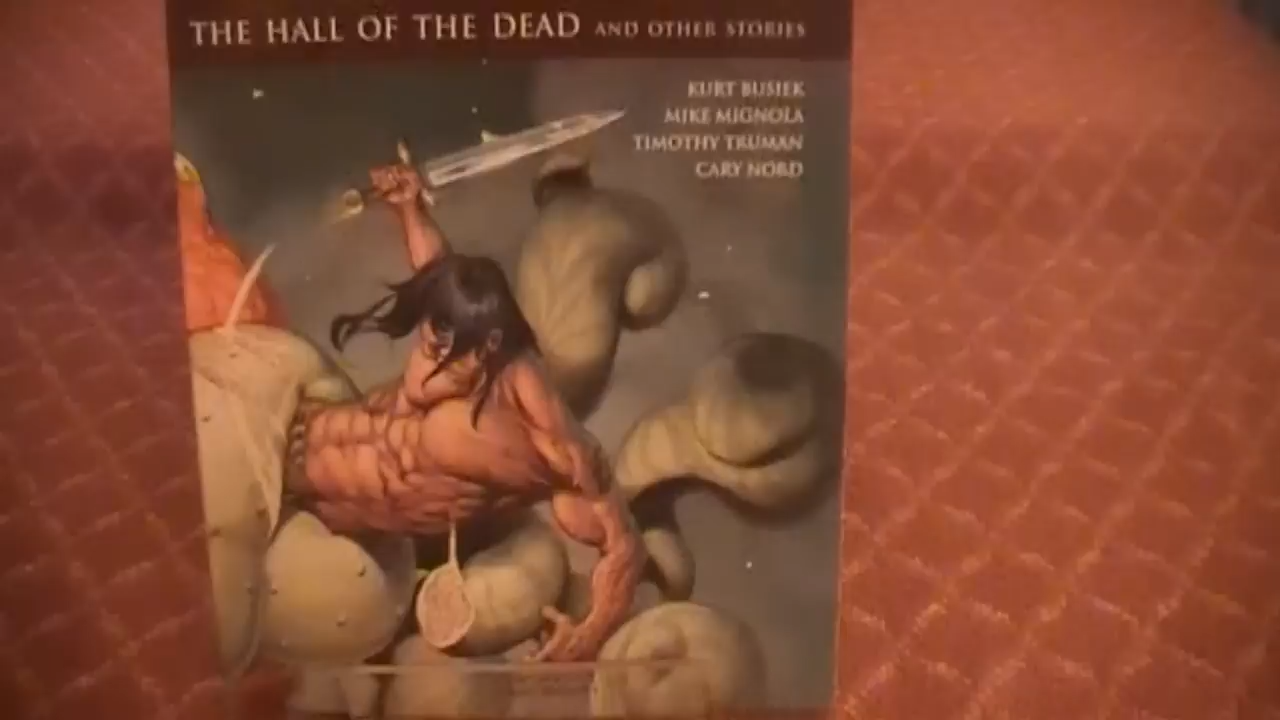 THE HALL OF THE DEAD AND OTHER STORIES
KURT BUSIEK
MIKE MIGNOLA
TIMOTHY TRUMAN
CARY NORD